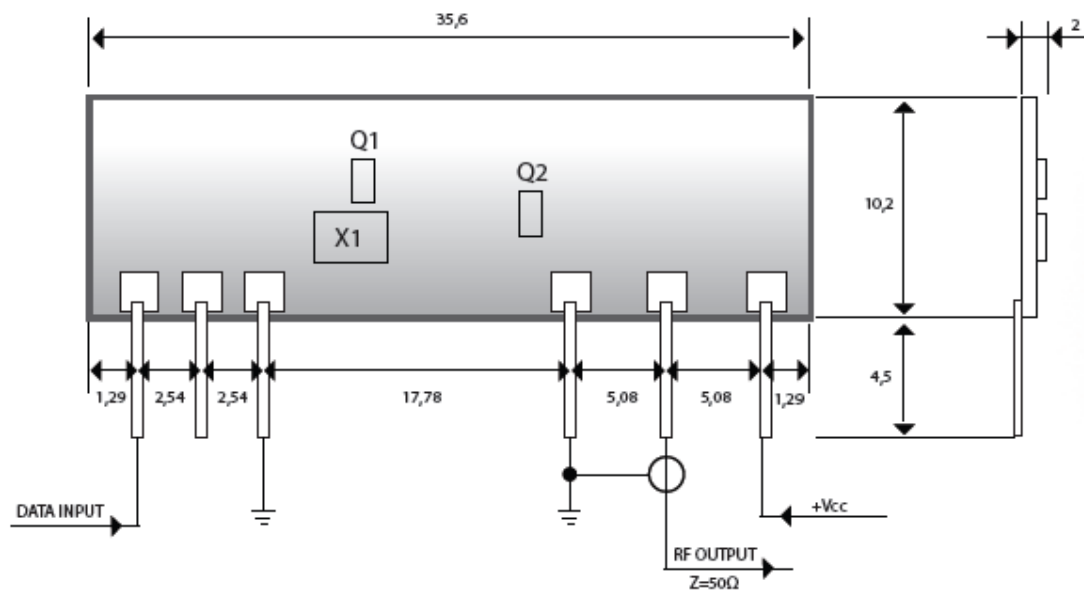 35,6
2
Q1
Q2
X1
10,2
4,5
1,29 2,54 2,54 17,78 5,08 5,08 1,29
DATA INPUT
+Vcc
RF OUTPUT
Z=50Ω